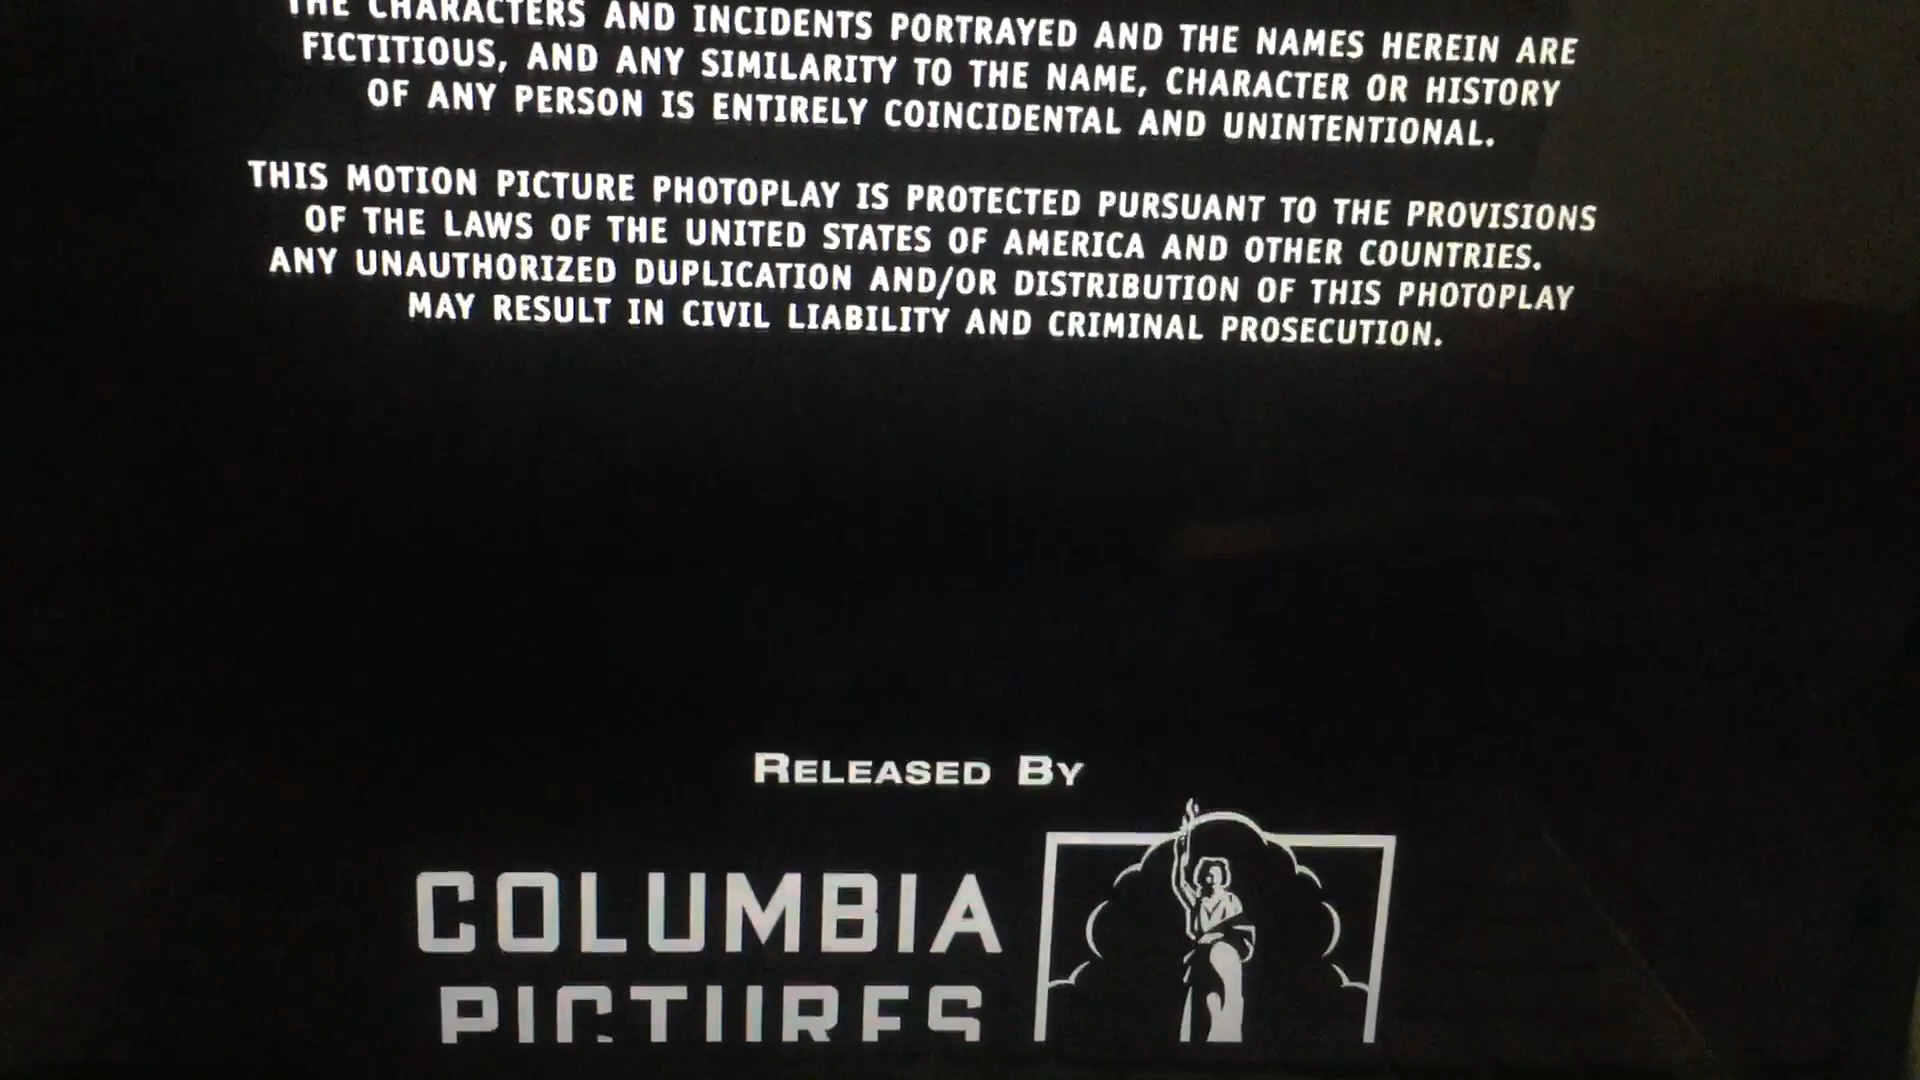 THE CHARACTERS AND INCIDENTS PORTRAYED AND THE NAMES HEREIN ARE
FICTITIOUS, AND ANY SIMILARITY TO THE NAME, CHARACTER OR HISTORY
OF ANY PERSON IS ENTIRELY COINCIDENTAL AND UNINTENTIONAL.
THIS MOTION PICTURE PHOTOPLAY IS PROTECTED PURSUANT TO THE PROVISIONS
OF THE LAWS OF THE UNITED STATES OF AMERICA AND OTHER COUNTRIES.
ANY UNAUTHORIZED DUPLICATION AND/OR DISTRIBUTION OF THIS PHOTOPLAY
MAY RESULT IN CIVIL LIABILITY AND CRIMINAL PROSECUTION.
RELEASED BY
COLUMBIA
PICTURES